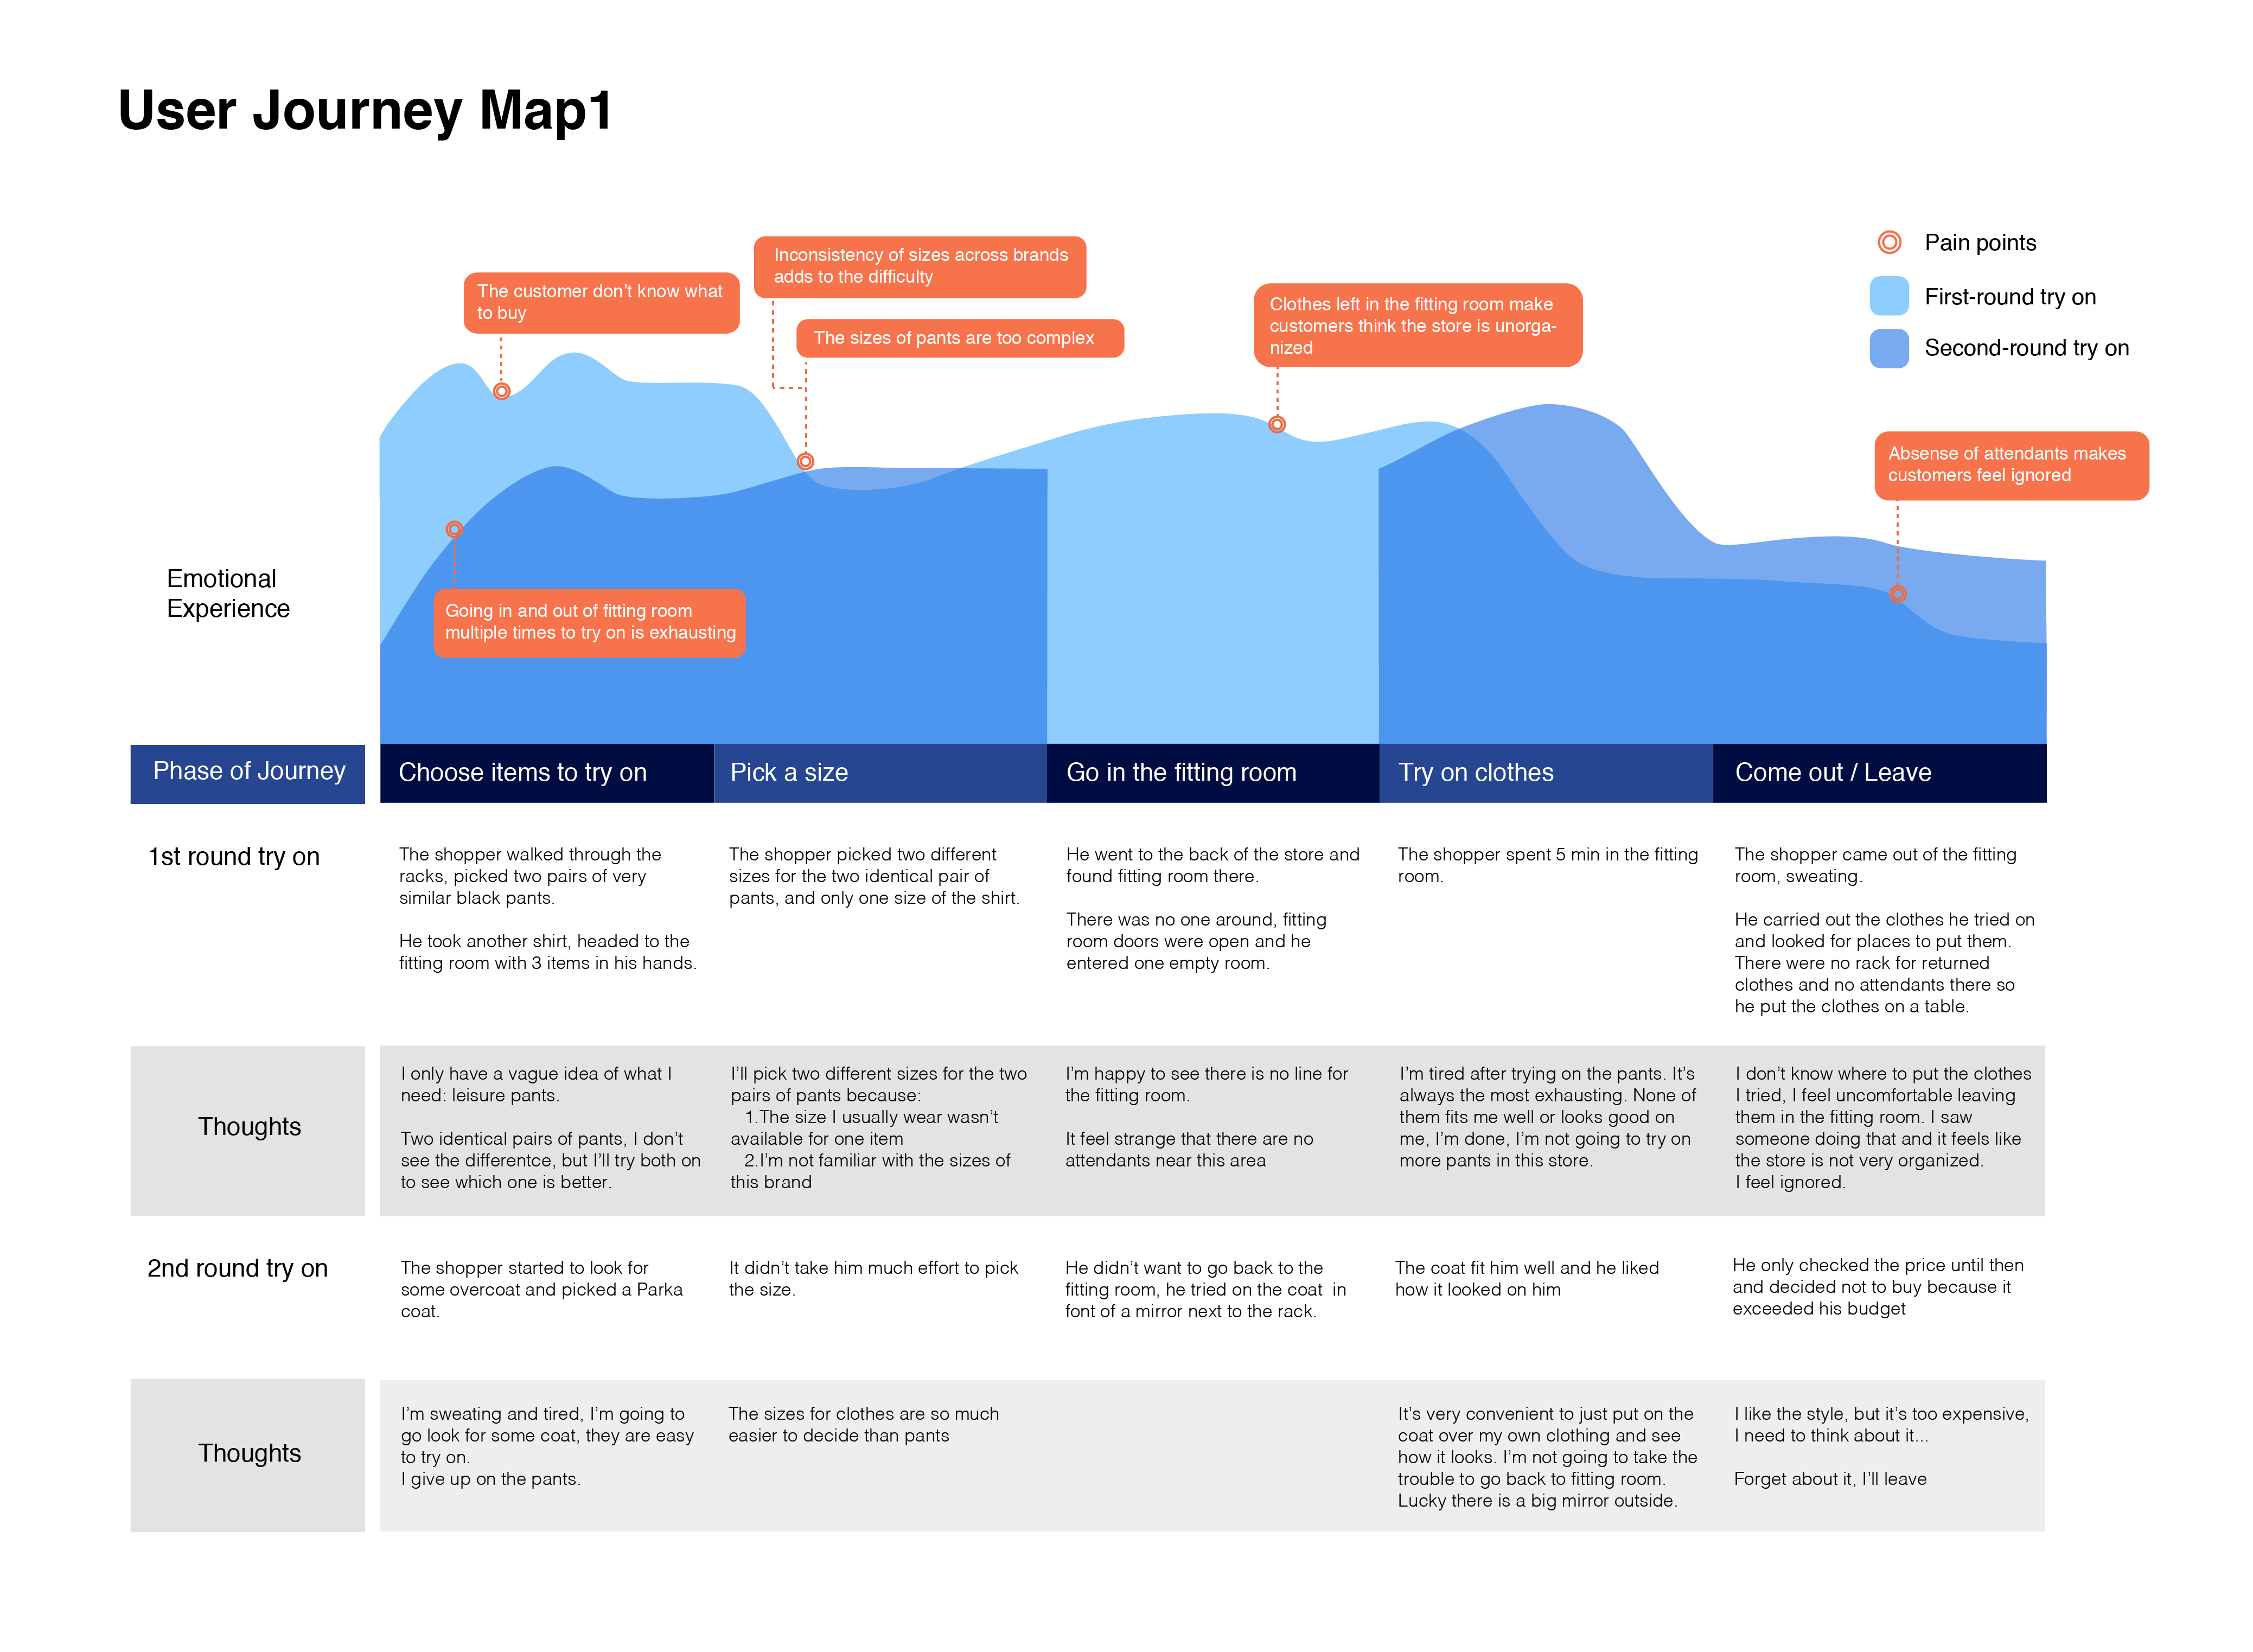 User Journey Map1
Pain points
First-round try on
Second-round try on
Inconsistency of sizes across brands
adds to the difficulty
The customer don't know what
to buy
The sizes of pants are too complex
Clothes left in the fitting room make
customers think the store is unorga-
nized
Absense of attendants makes
customers feel ignored
Going in and out of fitting room
multiple times to try on is exhausting
Emotional
Experience
Phase of Journey
Choose items to try on
Pick a size
Go in the fitting room
Try on clothes
Come out / Leave
1st round try on
The shopper walked through the
racks, picked two pairs of very
similar black pants.
He took another shirt, headed to the
fitting room with 3 items in his hands.
The shopper picked two different
sizes for the two identical pair of
pants, and only one size of the shirt.
He went to the back of the store and
found fitting room there.
There was no one around, fitting
room doors were open and he
entered one empty room.
The shopper spent 5 min in the fitting
room.
The shopper came out of the fitting
room, sweating.
He carried out the clothes he tried on
and looked for places to put them.
There were no rack for returned
clothes and no attendants there so
he put the clothes on a table.
Thoughts
I only have a vague idea of what I
need: leisure pants.
Two identical pairs of pants, I don't
see the differentce, but I'll try both on
to see which one is better.
I'll pick two different sizes for the two
pairs of pants because:
1.The size I usually wear wasn't
available for one item
2.I'm not familiar with the sizes of
this brand
I'm happy to see there is no line for
the fitting room.
It feel strange that there are no
attendants near this area
I'm tired after trying on the pants. It's
always the most exhausting. None of
them fits me well or looks good on
me, I'm done, I'm not going to try on
more pants in this store.
I don't know where to put the clothes
I tried, I feel uncomfortable leaving
them in the fitting room. I saw
someone doing that and it feels like
the store is not very organized.
I feel ignored.
2nd round try on
The shopper started to look for
some overcoat and picked a Parka
coat.
It didn't take him much effort to pick
the size.
He didn't want to go back to the
fitting room, he tried on the coat  in
font of a mirror next to the rack.
The coat fit him well and he liked
how it looked on him
He only checked the price until then
and decided not to buy because it
exceeded his budget
Thoughts
I'm sweating and tired, I'm going to
go look for some coat, they are easy
to try on.
I give up on the pants.
The sizes for clothes are so much
easier to decide than pants
It's very convenient to just put on the
coat over my own clothing and see
how it looks. I'm not going to take the
trouble to go back to fitting room.
Lucky there is a big mirror outside.
I like the style, but it's too expensive,
I need to think about it...
Forget about it, I'll leave